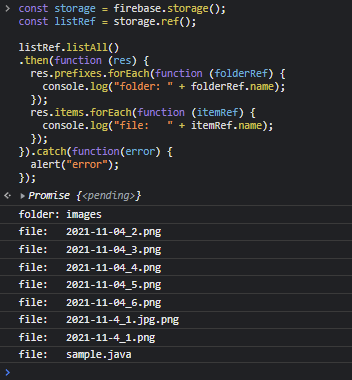 > const storage = firebase.storage();
const listRef = storage.ref();
listRef.listAll()
.then(function (res) {
res.prefixes.forEach(function (folderRef) {
console.log("folder: " + folderRef.name);
});
res.items.forEach(function (itemRef) {
console.log("file:   " + itemRef.name);
});
}).catch(function(error) {
alert("error");
});
Promise {<pending>}
folder: images
file:   2021-11-04_2.png
file:   2021-11-04_3.png
file:   2021-11-04_4.png
file:   2021-11-04_5.png
file:   2021-11-04_6.png
file:   2021-11-4_1.jpg.png
file:   2021-11-4_1.png
file:   sample.java
>